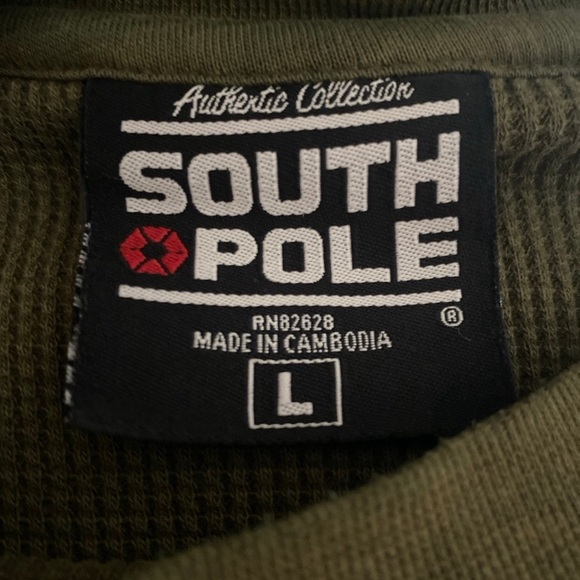 Authentic Collection
SOUTH
POLE
®
RN82628
MADE IN CAMBODIA
L